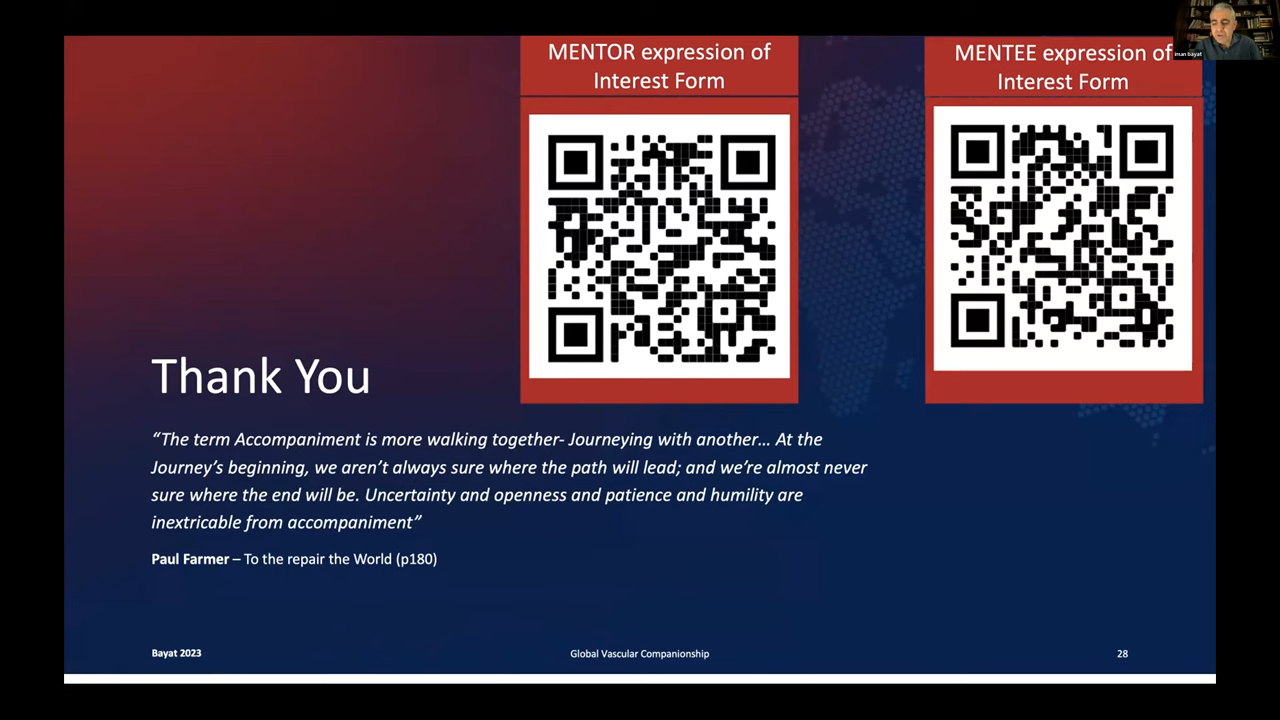 MENTOR expression of
Interest Form
MENTEE expression of
Interest Form
iman bayat
Thank You
“The term Accompaniment is more walking together- Journeying with another… At the
Journey’s beginning, we aren’t always sure where the path will lead; and we’re almost never
sure where the end will be. Uncertainty and openness and patience and humility are
inextricable from accompaniment”
Paul Farmer – To the repair the World (p180)
Bayat 2023
Global Vascular Companionship
28